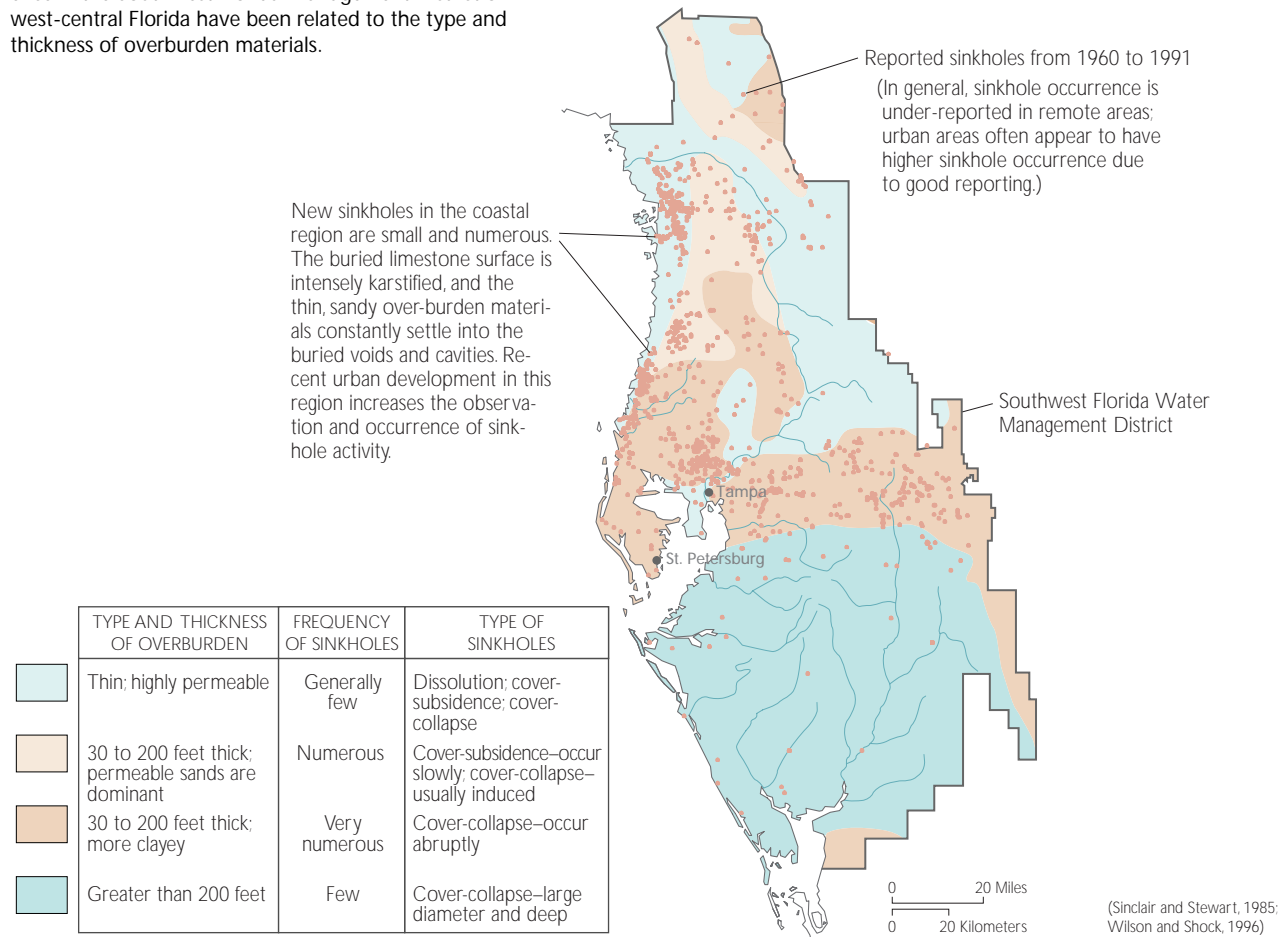 west-central Florida have been related to the type and
thickness of overburden materials.
Reported sinkholes from 1960 to 1991
(In general, sinkhole occurrence is
under-reported in remote areas;
urban areas often appear to have
higher sinkhole occurrence due
to good reporting.)
New sinkholes in the coastal
region are small and numerous.
The buried limestone surface is
intensely karstified, and the
thin, sandy over-burden materi-
als constantly settle into the
buried voids and cavities. Re-
cent urban development in this
region increases the observa-
tion and occurrence of sink-
hole activity.
Southwest Florida Water
Management District
Tampa
St. Petersburg
TYPE AND THICKNESS
OF OVERBURDEN
FREQUENCY
OF SINKHOLES
TYPE OF
SINKHOLES
Thin; highly permeable
Generally
few
Dissolution; cover-
subsidence; cover-
collapse
30 to 200 feet thick;
permeable sands are
dominant
Numerous
Cover-subsidence–occur
slowly; cover-collapse–
usually induced
30 to 200 feet thick;
more clayey
Very
numerous
Cover-collapse–occur
abruptly
Greater than 200 feet
Few
Cover-collapse–large
diameter and deep
0 20 Miles
0 20 Kilometers
(Sinclair and Stewart, 1985;
Wilson and Shock, 1996)